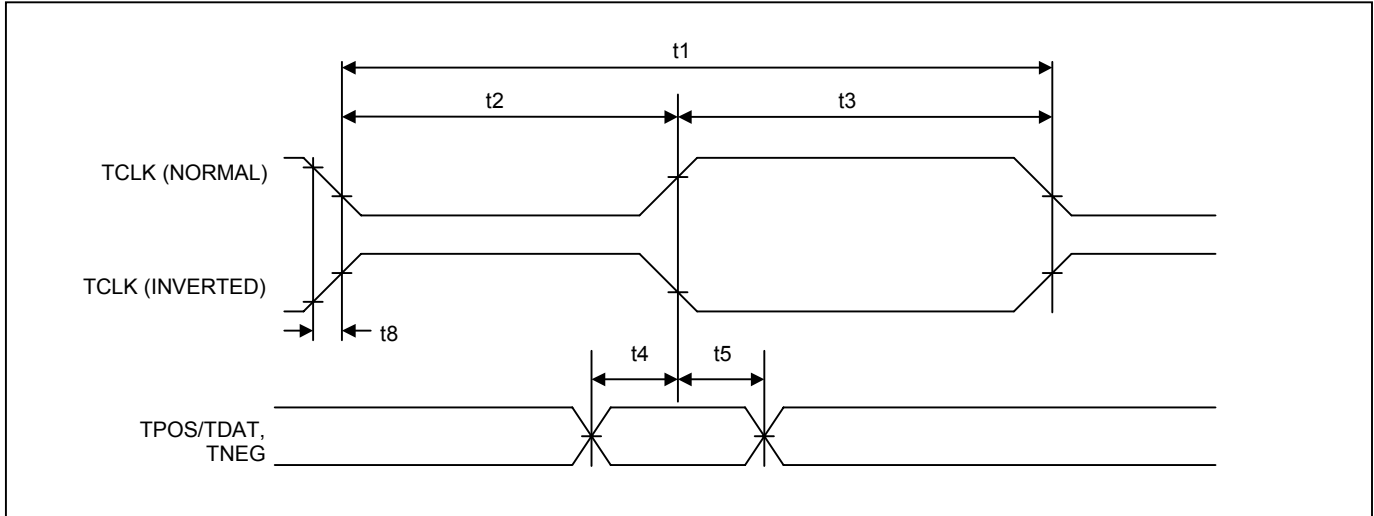 t1
t2
t3
TCLK (NORMAL)
TCLK (INVERTED)
t8
t4
t5
TPOS/TDAT,
TNEG